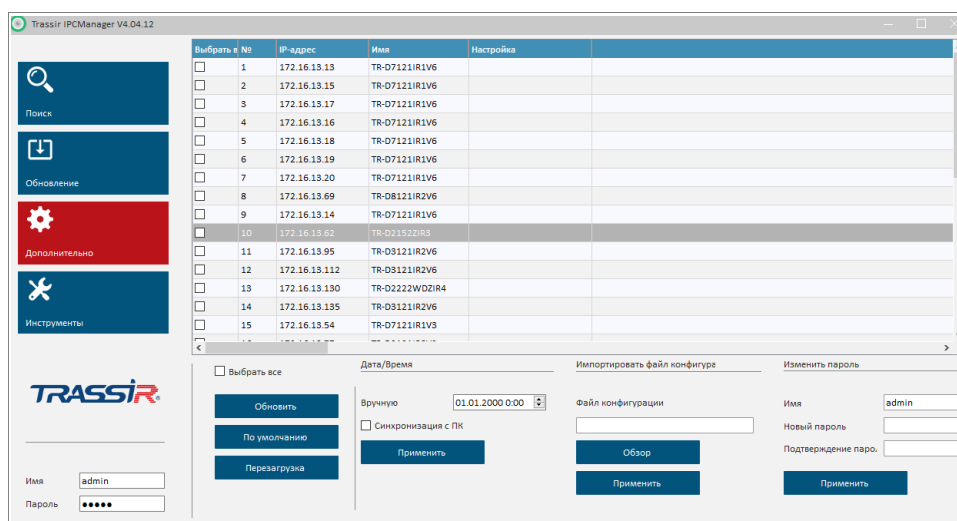 Trassir IPCManager V4.04.12
Выбрать в № IP-адрес Имя Настройка
1 172.16.13.13 TR-D7121IR1V6
2 172.16.13.15 TR-D7121IR1V6
3 172.16.13.17 TR-D7121IR1V6
4 172.16.13.16 TR-D7121IR1V6
5 172.16.13.18 TR-D7121IR1V6
6 172.16.13.19 TR-D7121IR1V6
7 172.16.13.20 TR-D7121IR1V6
8 172.16.13.69 TR-D8121IR2V6
9 172.16.13.14 TR-D7121IR1V6
10 172.16.13.62 TR-D2152ZIR3
11 172.16.13.95 TR-D3121IR2V6
12 172.16.13.112 TR-D3121IR2V6
13 172.16.13.130 TR-D2222WDZIR4
14 172.16.13.135 TR-D3121IR2V6
15 172.16.13.54 TR-D7121IR1V3
Поиск
Обновление
Дополнительно
Инструменты
TRASSIR
Имя admin
Пароль
Выбрать все
Обновить
По умолчанию
Перезагрузка
Дата/Время
Вручную 01.01.2000 0:00
Синхронизация с ПК
Применить
Импортировать файл конфигура
Файл конфигурации
Обзор
Применить
Изменить пароль
Имя admin
Новый пароль
Подтверждение паро
Применить